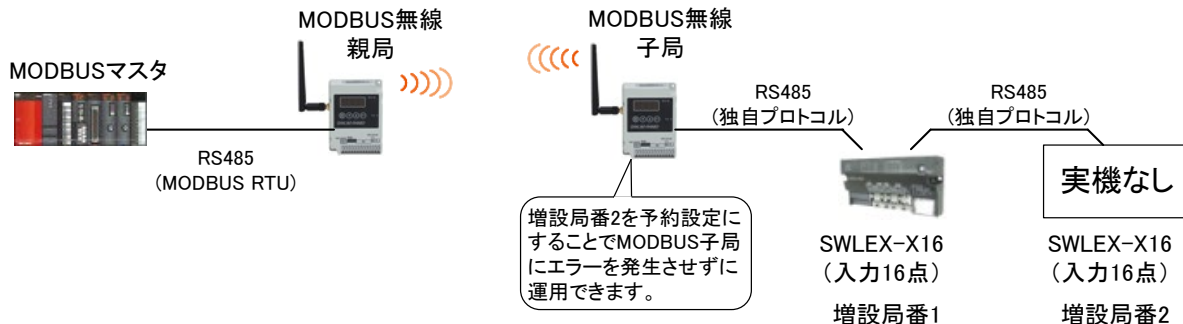 MODBUSマスタ
RS485
(MODBUS RTU)
MODBUS無線
親局
MODBUS無線
子局
増設局番2を予約設定に
することでMODBUS子局
にエラーを発生させずに
運用できます。
RS485
(独自プロトコル)
SWLEX-X16
(入力16点)
増設局番1
RS485
(独自プロトコル)
実機なし
SWLEX-X16
(入力16点)
増設局番2